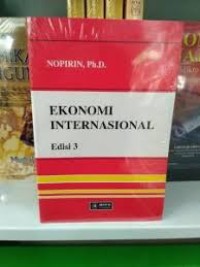 NOPIRIN, Ph.D.
EKONOMI
INTERNASIONAL
Edisi 3